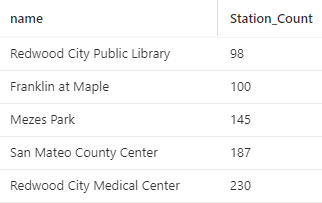 name Station_Count
Redwood City Public Library 98
Franklin at Maple 100
Mezes Park 145
San Mateo County Center 187
Redwood City Medical Center 230